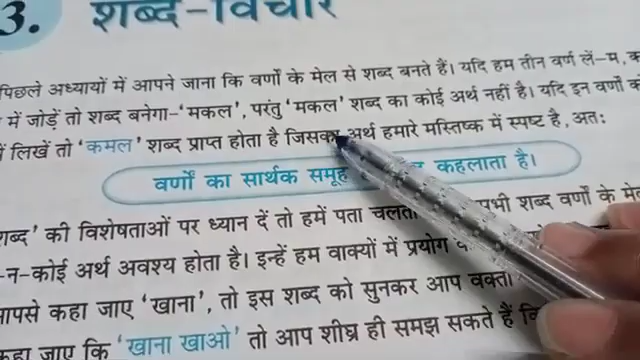 3. शब्द-विचार
पिछले अध्यायों में आपने जाना कि वर्णों के मेल से शब्द बनते हैं। यदि हम तीन वर्ण लें-म, क
में जोड़ें तो शब्द बनेगा-'मकल', परंतु 'मकल' शब्द का कोई अर्थ नहीं है। यदि इन वर्णों को
लिखें तो 'कमल' शब्द प्राप्त होता है जिसका अर्थ हमारे मस्तिष्क में स्पष्ट है, अतः
वर्णों का सार्थक समूह कहलाता है।
शब्द' की विशेषताओं पर ध्यान दें तो हमें पता चलता सभी शब्द वर्णों के मेल
न-कोई अर्थ अवश्य होता है। इन्हें हम वाक्यों में प्रयोग
आपसे कहा जाए 'खाना', तो इस शब्द को सुनकर आप वक्ता
कहा जाए कि 'खाना खाओ' तो आप शीघ्र ही समझ सकते हैं कि